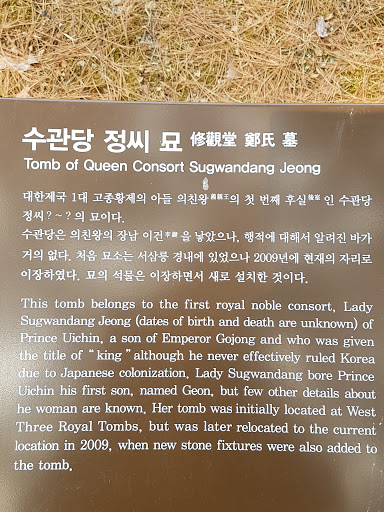 수관당 정씨 묘 修觀堂 鄭氏 墓
Tomb of Queen Consort Sugwandang Jeong
대한제국 1대 고종황제의 아들 의친왕義親王의 첫 번째 후실後室인 수관당
정씨?~?의 묘이다.
수관당은 의친왕의 장남 이건李鍵을 낳았으나, 행적에 대해서 알려진 바가
거의 없다. 처음 묘소는 서삼릉 경내에 있었으나 2009년에 현재의 자리로
이장하였다. 묘의 석물은 이장하면서 새로 설치한 것이다.
This tomb belongs to the first royal noble consort, Lady
Sugwandang Jeong (dates of birth and death are unknown) of
Prince Uichin, a son of Emperor Gojong and who was given
the title of “king” although he never effectively ruled Korea
due to Japanese colonization. Lady Sugwandang bore Prince
Uichin his first son, named Geon, but few other details about
he woman are known. Her tomb was initially located at West
Three Royal Tombs, but was later relocated to the current
location in 2009, when new stone fixtures were also added to
the tomb.